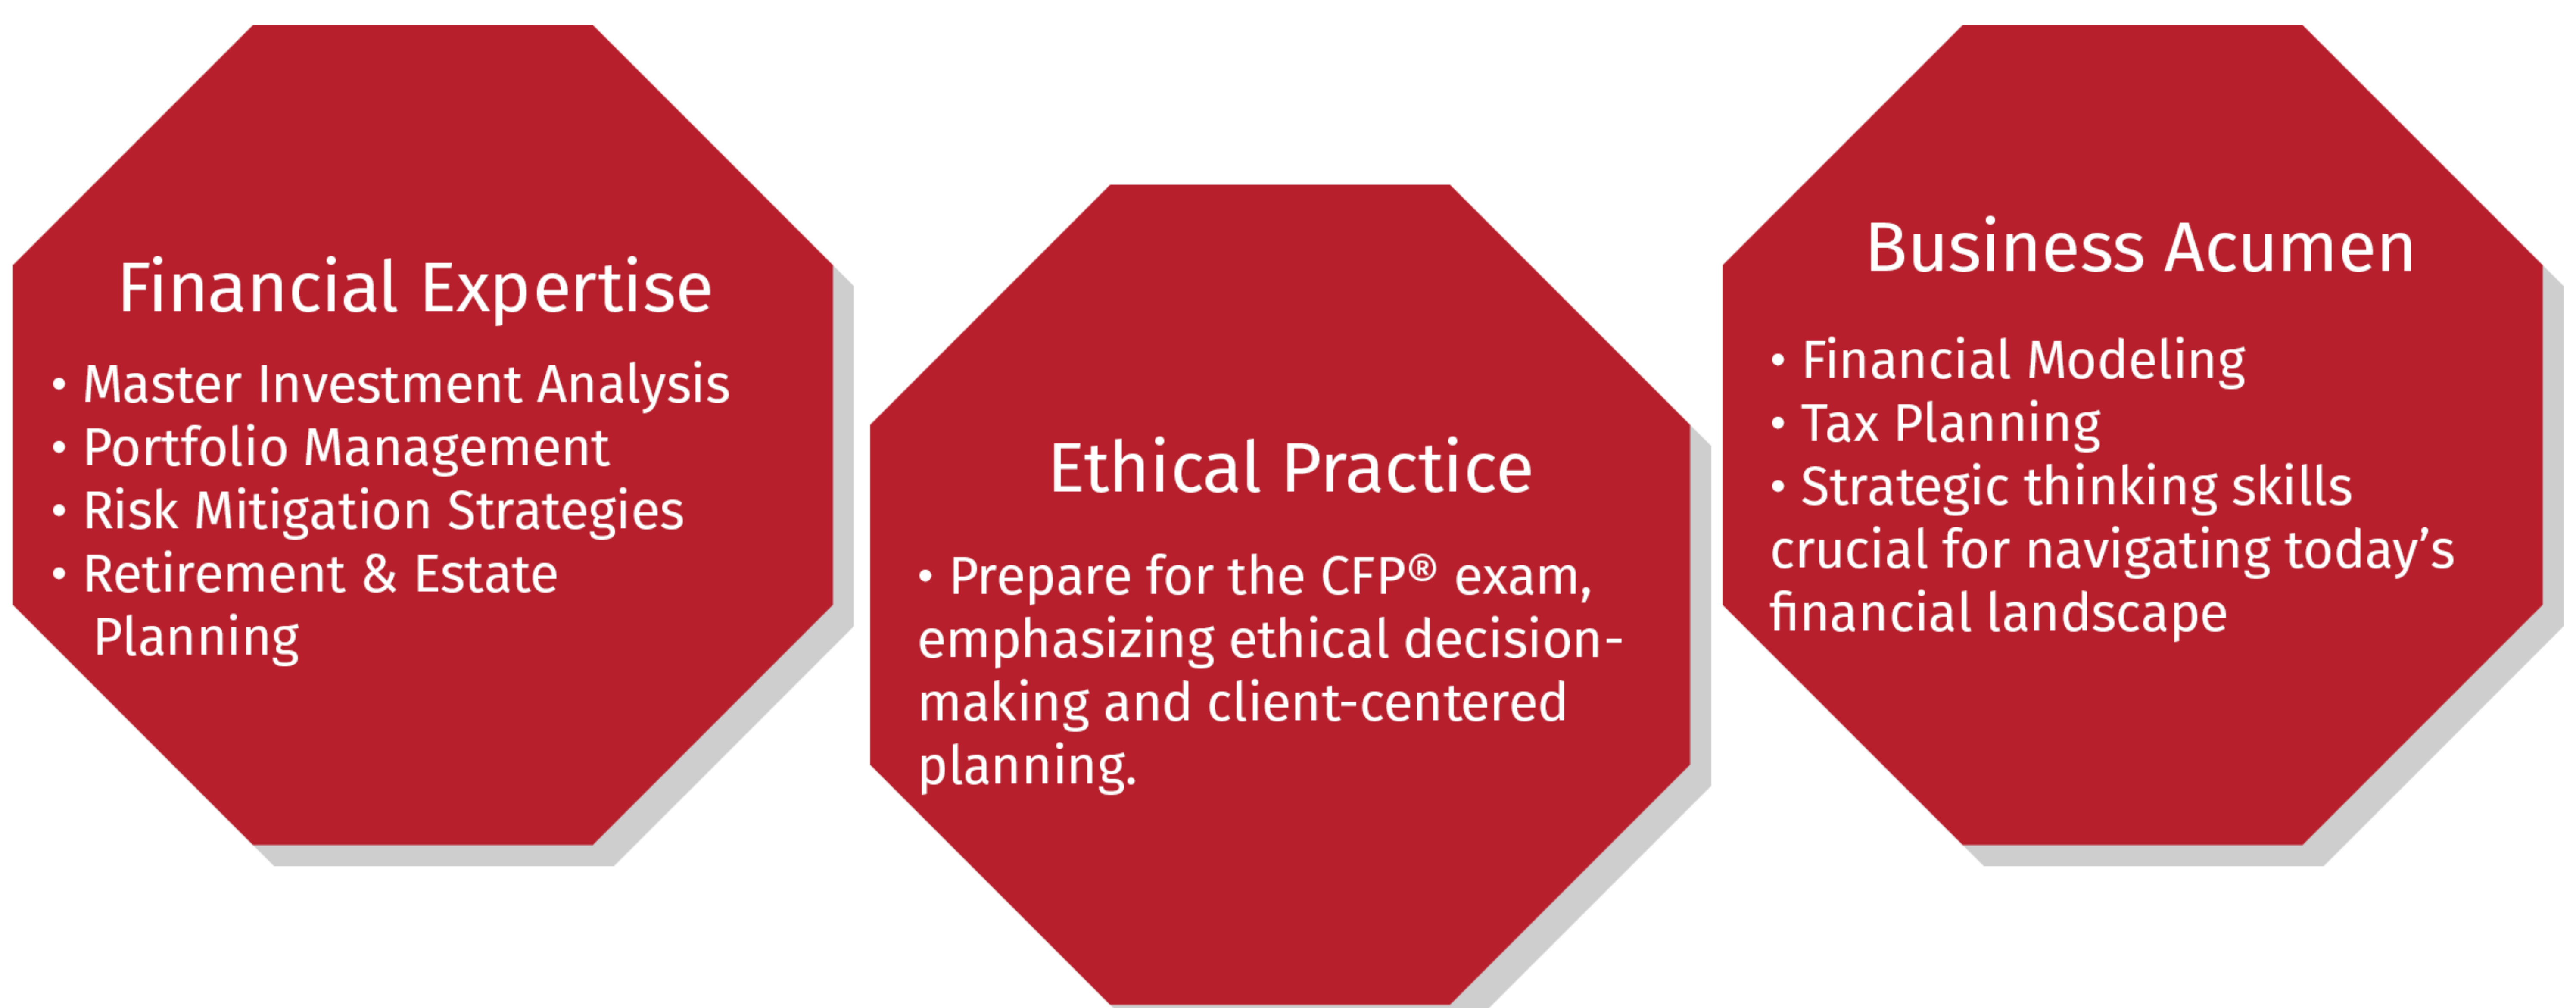 Financial Expertise
• Master Investment Analysis
• Portfolio Management
• Risk Mitigation Strategies
• Retirement & Estate
Planning
Ethical Practice
• Prepare for the CFP® exam,
emphasizing ethical decision-
making and client-centered
planning.
Business Acumen
• Financial Modeling
• Tax Planning
• Strategic thinking skills
crucial for navigating today’s
financial landscape